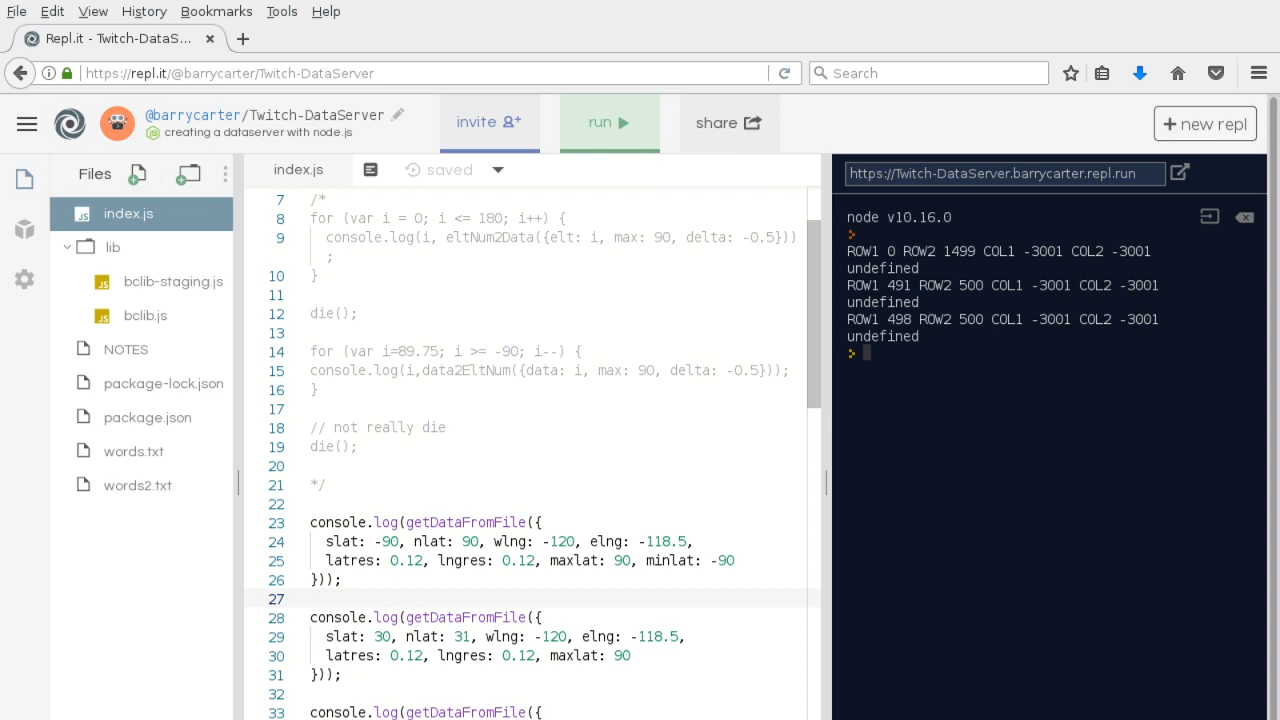 File Edit View History Bookmarks Tools Help
Repl.it - Twitch-DataS...
https://repl.it/@barrycarter/Twitch-DataServer
Search
@barrycarter/Twitch-DataServer
creating a dataserver with node.js
invite
run
share
+ new repl
Files
index.js
lib
bclib-staging.js
bclib.js
NOTES
package-lock.json
package.json
words.txt
words2.txt
index.js
saved
7 /*
8 for (var i = 0; i <= 180; i++) {
9 console.log(i, eltNum2Data({elt: i, max: 90, delta: -0.5}))
;
10 }
11
12 die();
13
14 for (var i=89.75; i >= -90; i--) {
15 console.log(i,data2EltNum({data: i, max: 90, delta: -0.5}));
16 }
17
18 // not really die
19 die();
20
21 */
22
23 console.log(getDataFromFile({
24 slat: -90, nlat: 90, wlng: -120, elng: -118.5,
25 latres: 0.12, lngres: 0.12, maxlat: 90, minlat: -90
26 }));
27
28 console.log(getDataFromFile({
29 slat: 30, nlat: 31, wlng: -120, elng: -118.5,
30 latres: 0.12, lngres: 0.12, maxlat: 90
31 }));
32
33 console.log(getDataFromFile({
https://Twitch-DataServer.barrycarter.repl.run
node v10.16.0
ROW1 0 ROW2 1499 COL1 -3001 COL2 -3001
undefined
ROW1 491 ROW2 500 COL1 -3001 COL2 -3001
undefined
ROW1 498 ROW2 500 COL1 -3001 COL2 -3001
undefined